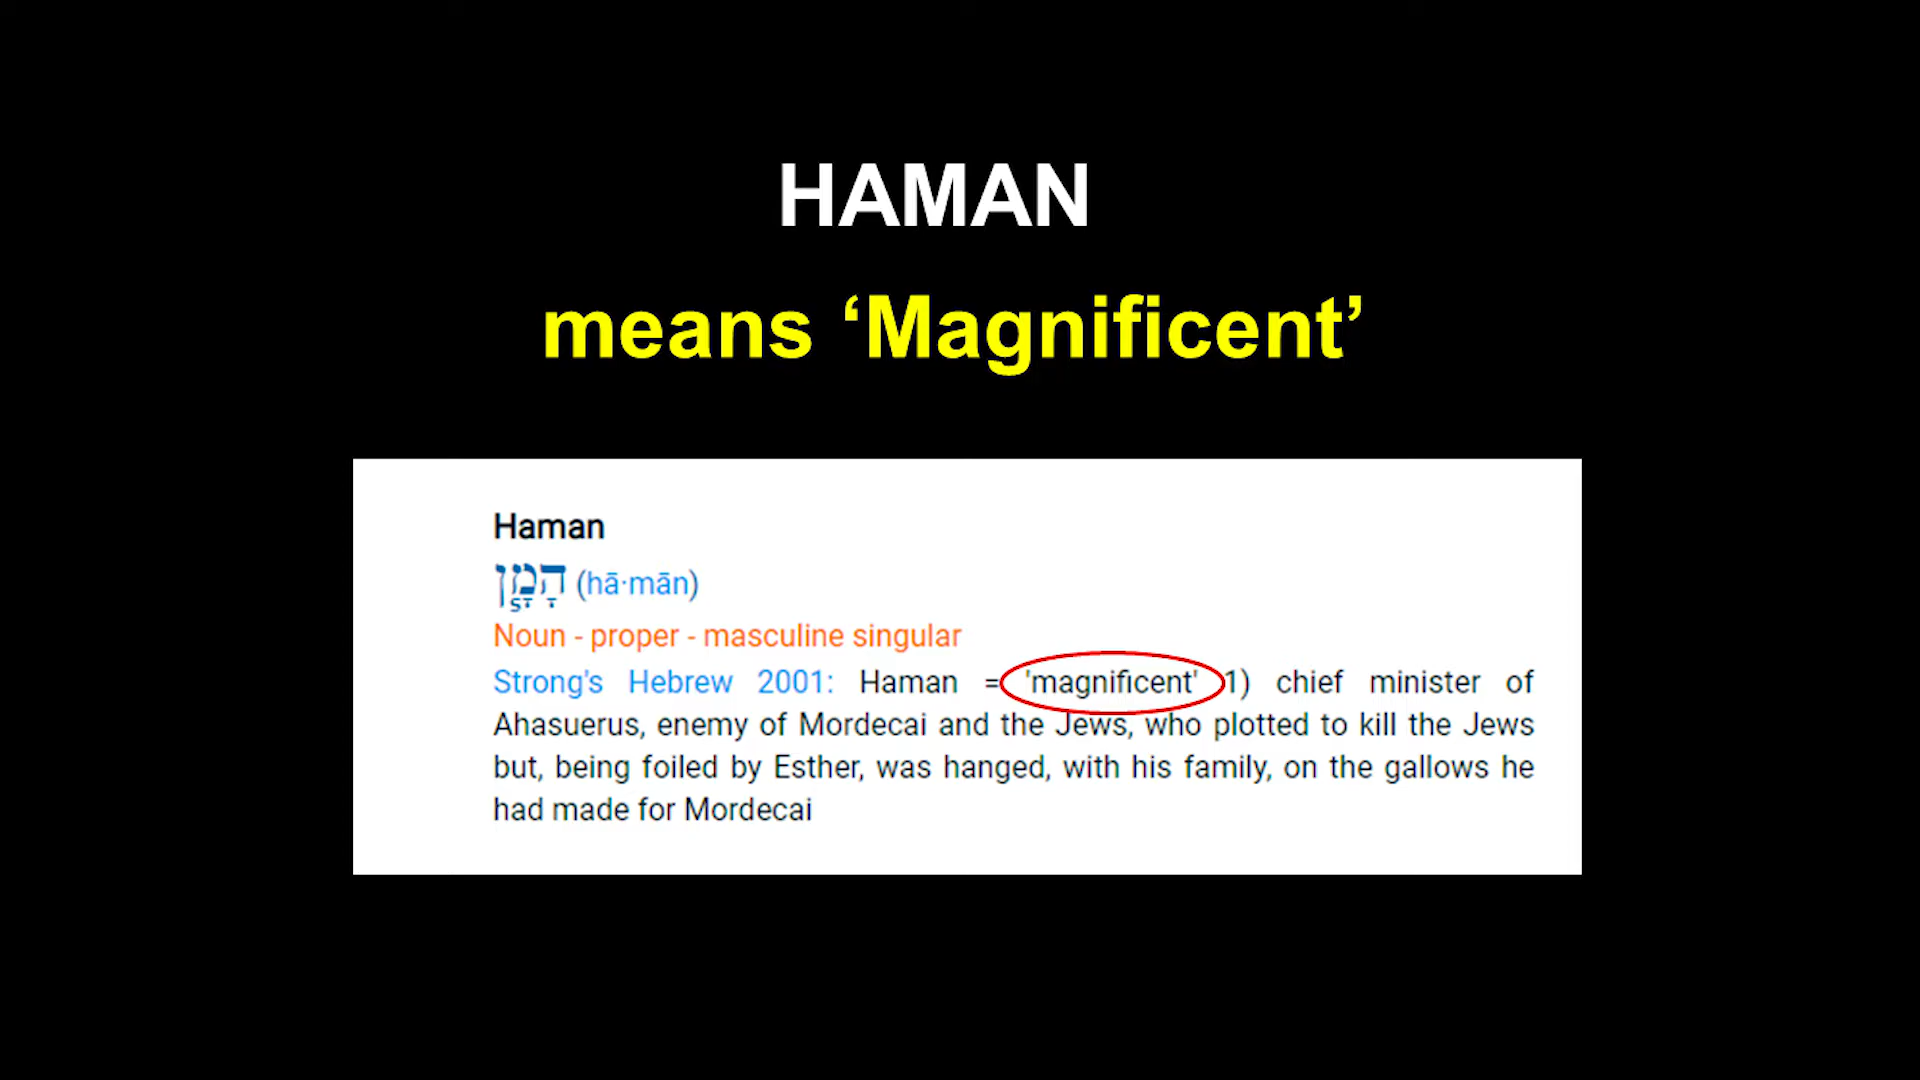 HAMAN
means ‘Magnificent’
Haman
הָמָ֤ן (hā·mān)
Noun - proper - masculine singular
Strong's Hebrew 2001: Haman = 'magnificent' 1) chief minister of
Ahasuerus, enemy of Mordecai and the Jews, who plotted to kill the Jews
but, being foiled by Esther, was hanged, with his family, on the gallows he
had made for Mordecai